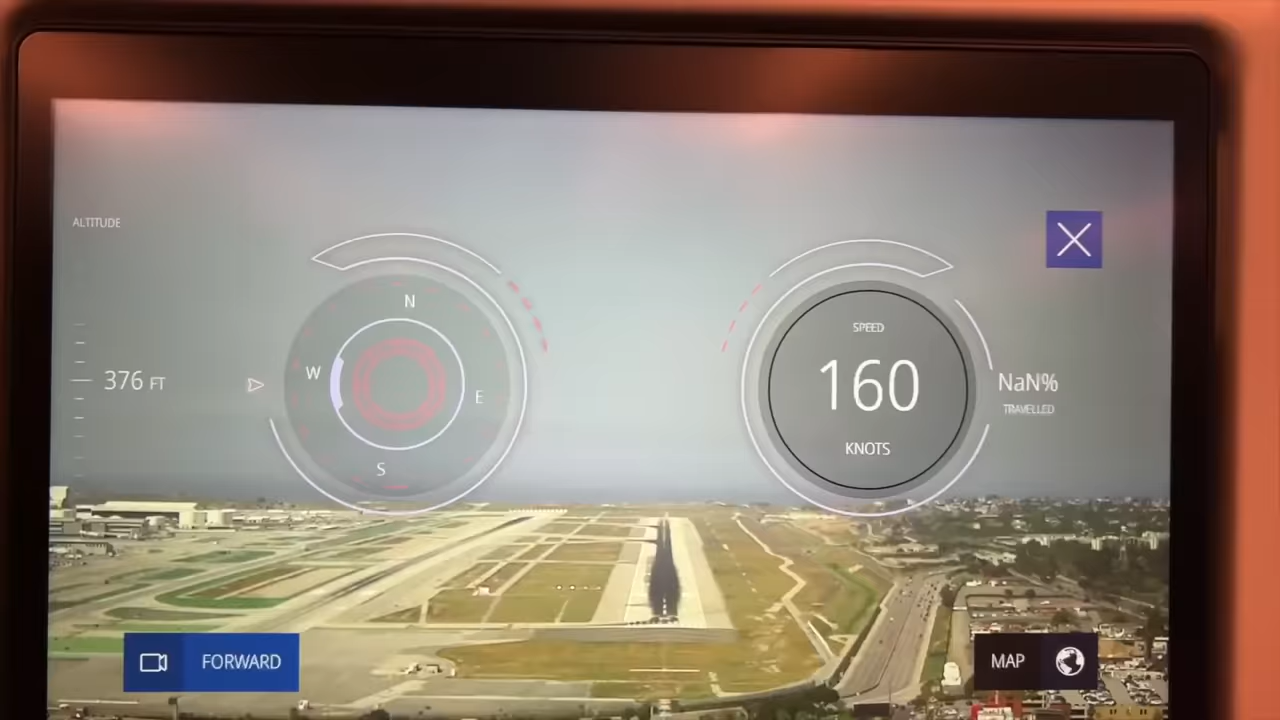 ALTITUDE
376 FT
N
W
E
S
SPEED
160
KNOTS
NaN%
TRAVELLED
FORWARD
MAP